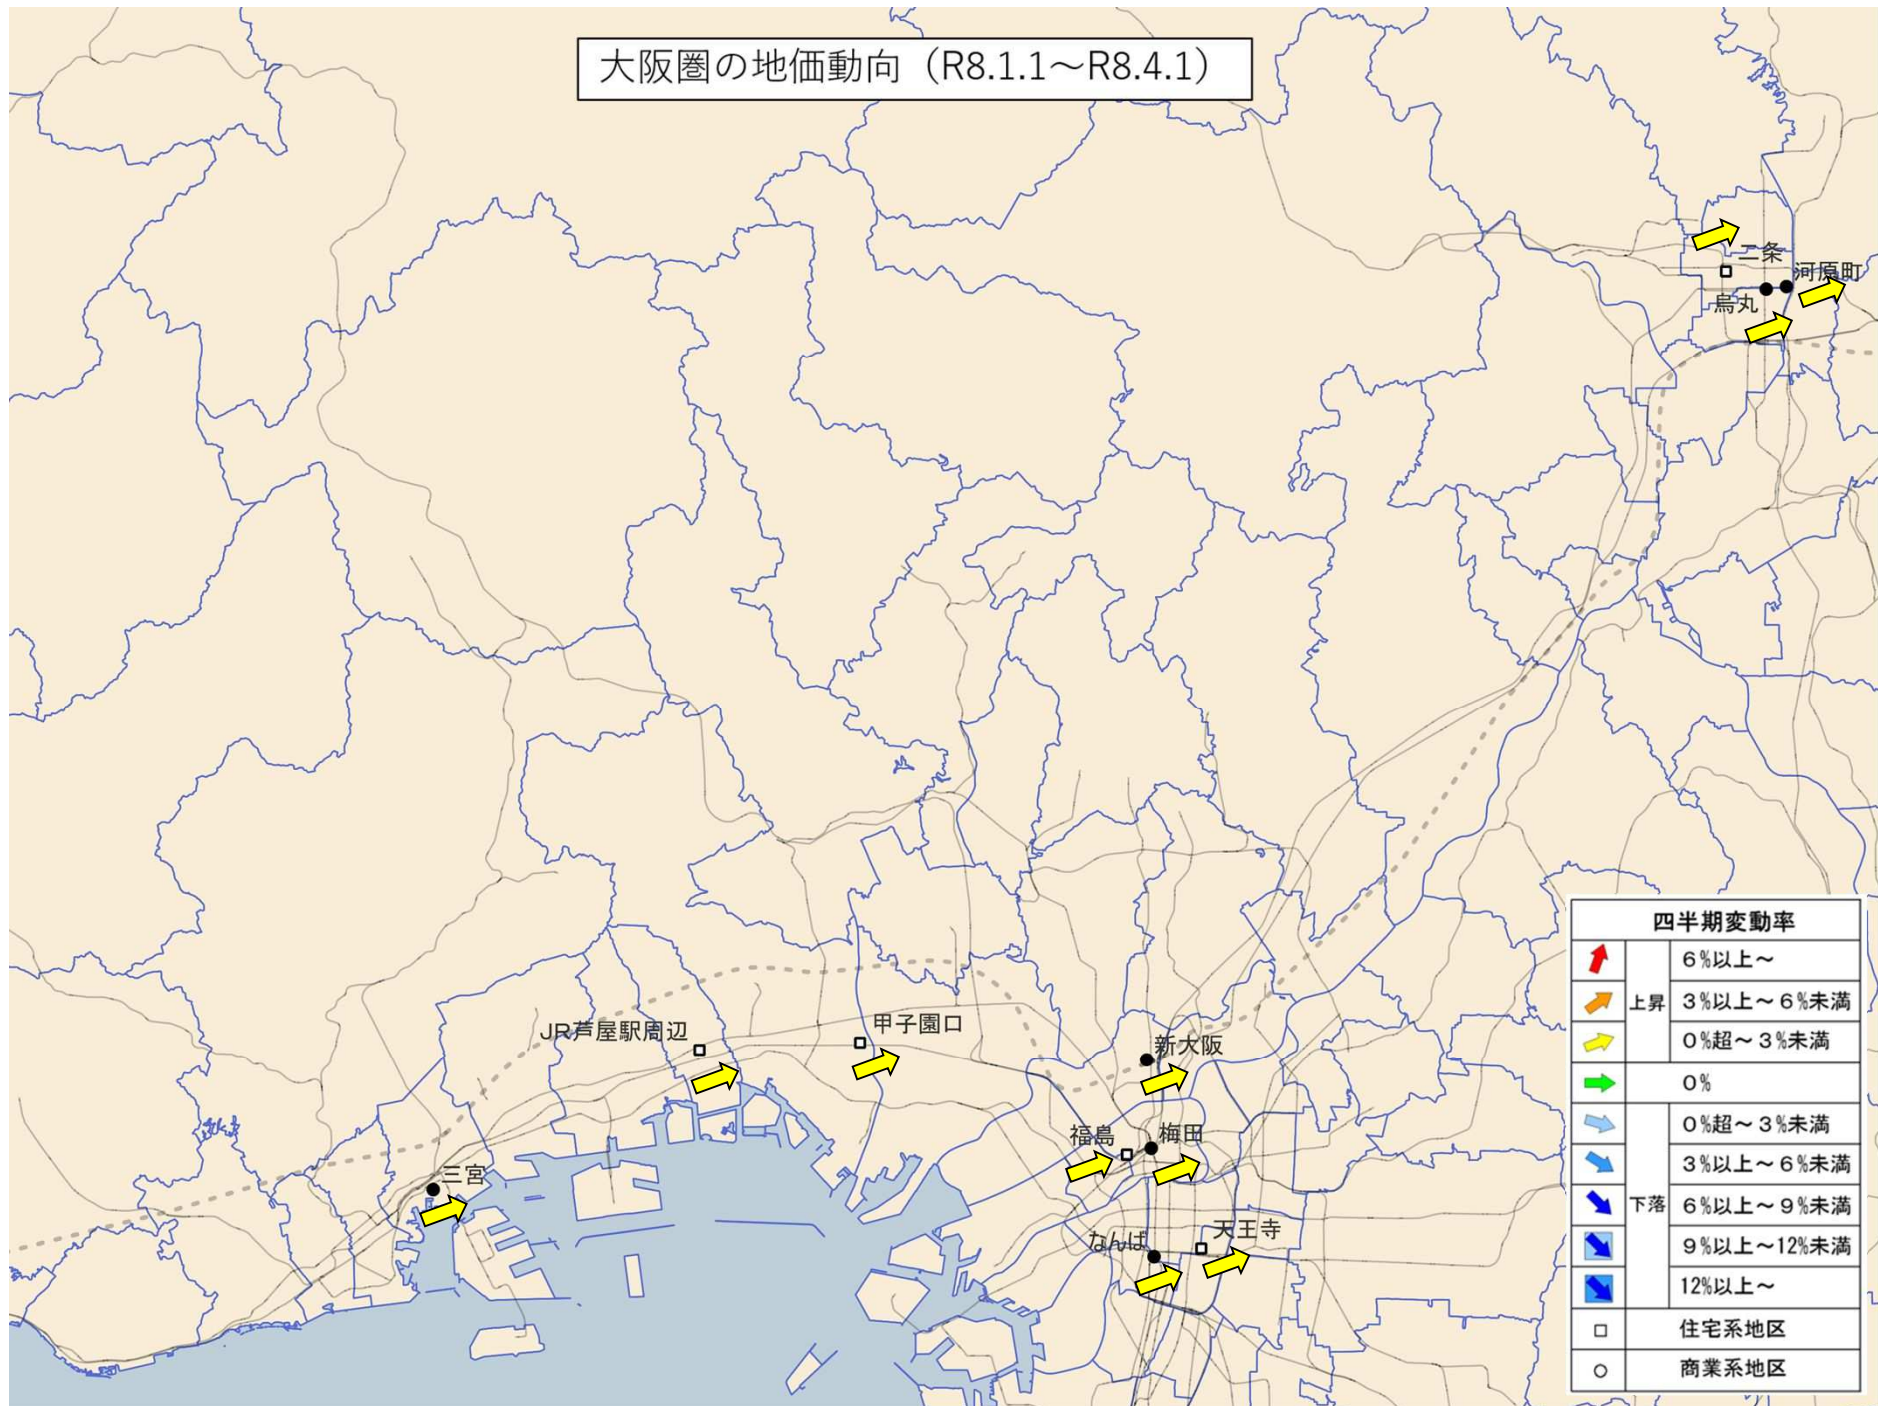 大阪圏の地価動向（R8.1.1～R8.4.1）
二条
河原町
烏丸
JR芦屋駅周辺
甲子園口
新大阪
福島
梅田
三宮
なんば
天王寺
四半期変動率
上昇
６%以上～
３%以上～６%未満
０%超～３%未満
０%
下落
０%超～３%未満
３%以上～６%未満
６%以上～９%未満
９%以上～12%未満
12%以上～
住宅系地区
商業系地区